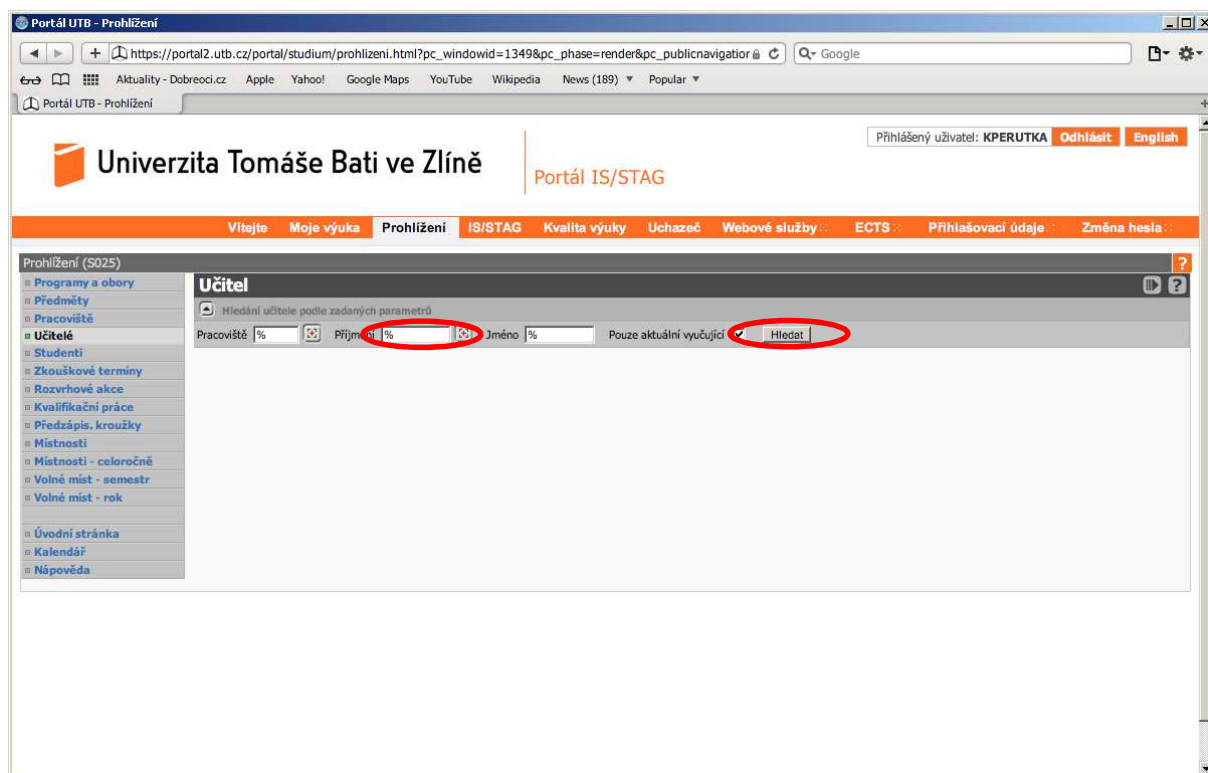 Portál UTB - Prohlížení
https://portal2.utb.cz/portal/studium/prohlizeni.html?pc_windowid=1349&pc_phase=render&pc_publicnavigatior
Google
Aktuality - Dobreoci.cz Apple Yahoo! Google Maps YouTube Wikipedia News (189) Popular
Portál UTB - Prohlížení
Přihlášený uživatel: KPERUTKA Odhlásit English
Univerzita Tomáše Bati ve Zlíně
Portál IS/STAG
Vítejte Moje výuka Prohlížení IS/STAG Kvalita výuky Uchazeč Webové služby ECTS Přihlašovací údaje Změna hesla
Prohlížení (S025) ?
Programy a obory
Předměty
Pracoviště
Učitelé
Studenti
Zkouškové termíny
Rozvrhové akce
Kvalifikační práce
Předzápis. kroužky
Místnosti
Místnosti - celoročně
Volné míst - semestr
Volné míst - rok
Úvodní stránka
Kalendář
Nápověda
Učitel ?
Hledání učitele podle zadaných parametrů
Pracoviště % Příjmení % Jméno % Pouze aktuální vyučující Hledat